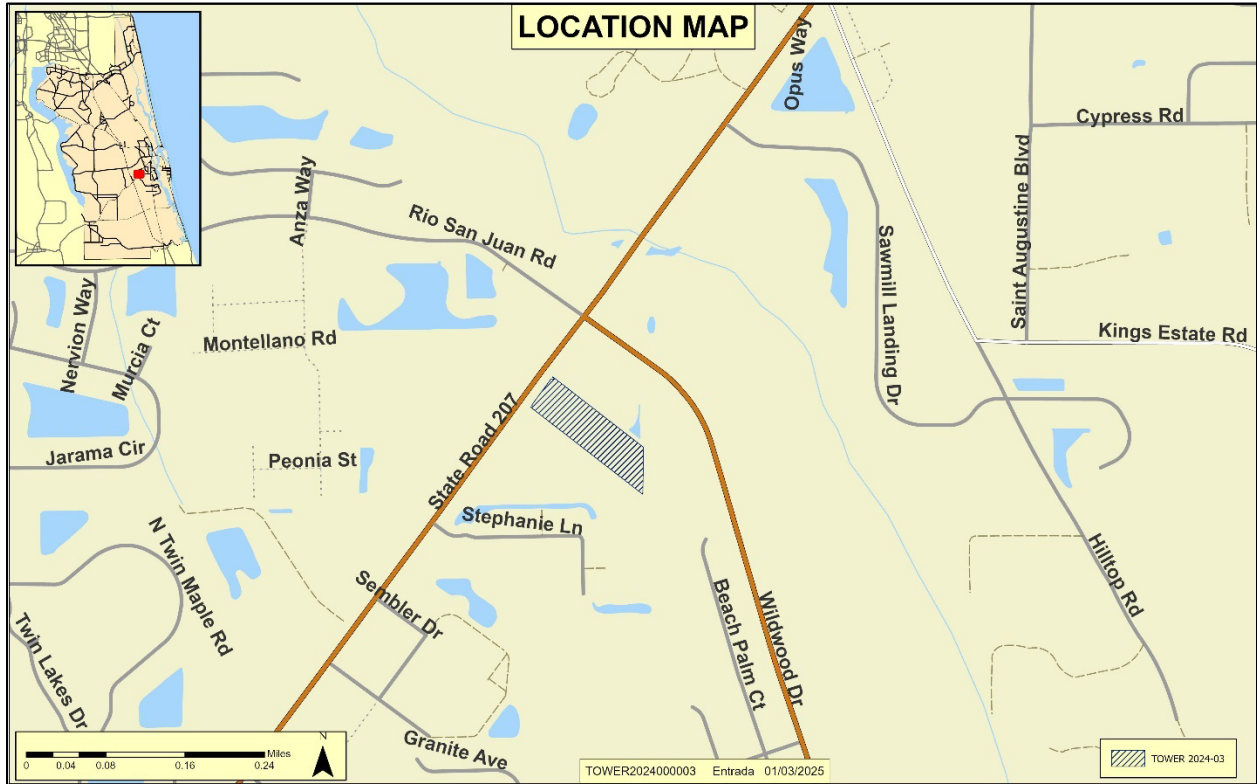 LOCATION MAP
Opus Way
Cypress Rd
Saint Augustine Blvd
Anza Way
Rio San Juan Rd
Sawmill Landing Dr
Nervion Way
Murcia Ct
Montellano Rd
Kings Estate Rd
State Road 207
Jarama Cir
Peonia St
Stephanie Ln
N Twin Maple Rd
Sembler Dr
Hilltop Rd
Beach Palm Ct
Wildwood Dr
Twin Lakes Dr
Granite Ave
Miles
0 0.04 0.08 0.16 0.24
N
TOWER2024000003 Entrada 01/03/2025
TOWER 2024-03